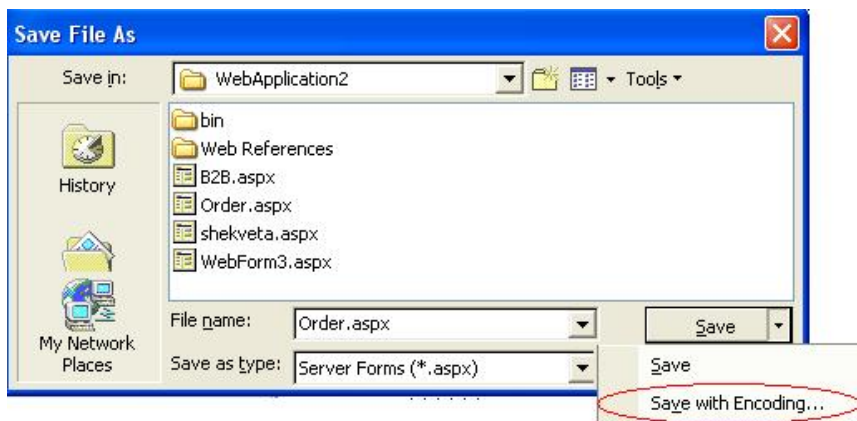 Save File As
Save in:
WebApplication2
Tools
History
My Network
Places
bin
Web References
B2B.aspx
Order.aspx
shekveta.aspx
WebForm3.aspx
File name:
Order.aspx
Save
Save as type:
Server Forms (*.aspx)
Save
Save with Encoding...